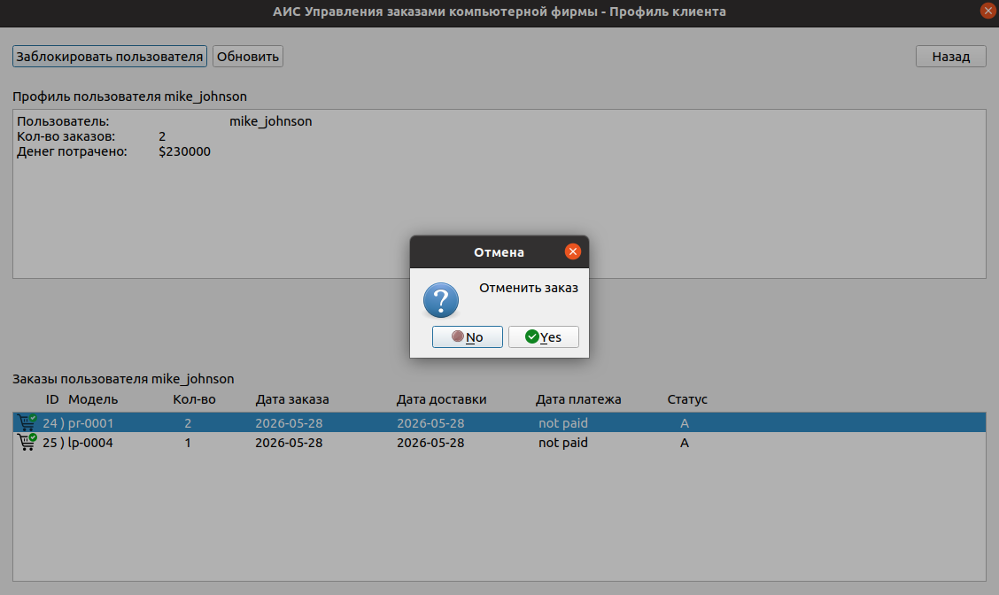 АИС Управления заказами компьютерной фирмы - Профиль клиента
Заблокировать пользователя Обновить Назад
Профиль пользователя mike_johnson
Пользователь: mike_johnson
Кол-во заказов: 2
Денег потрачено: $230000
Отмена
Отменить заказ
No Yes
Заказы пользователя mike_johnson
ID Модель Кол-во Дата заказа Дата доставки Дата платежа Статус
24 ) pr-0001 2 2026-05-28 2026-05-28 not paid A
25 ) lp-0004 1 2026-05-28 2026-05-28 not paid A